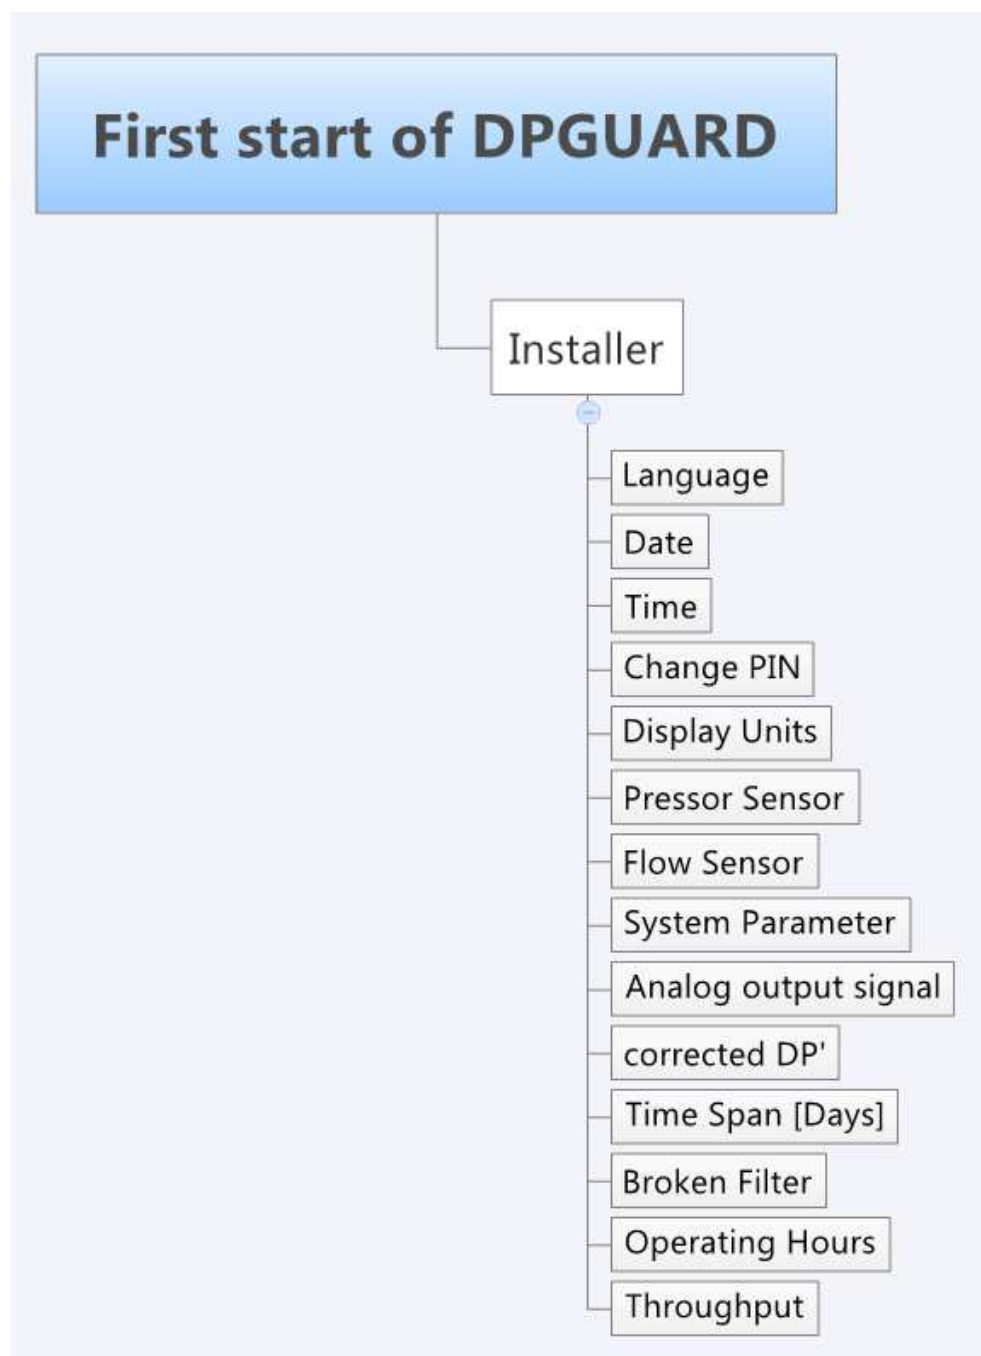 First start of DPGUARD
Installer
Language
Date
Time
Change PIN
Display Units
Pressor Sensor
Flow Sensor
System Parameter
Analog output signal
corrected DP'
Time Span [Days]
Broken Filter
Operating Hours
Throughput